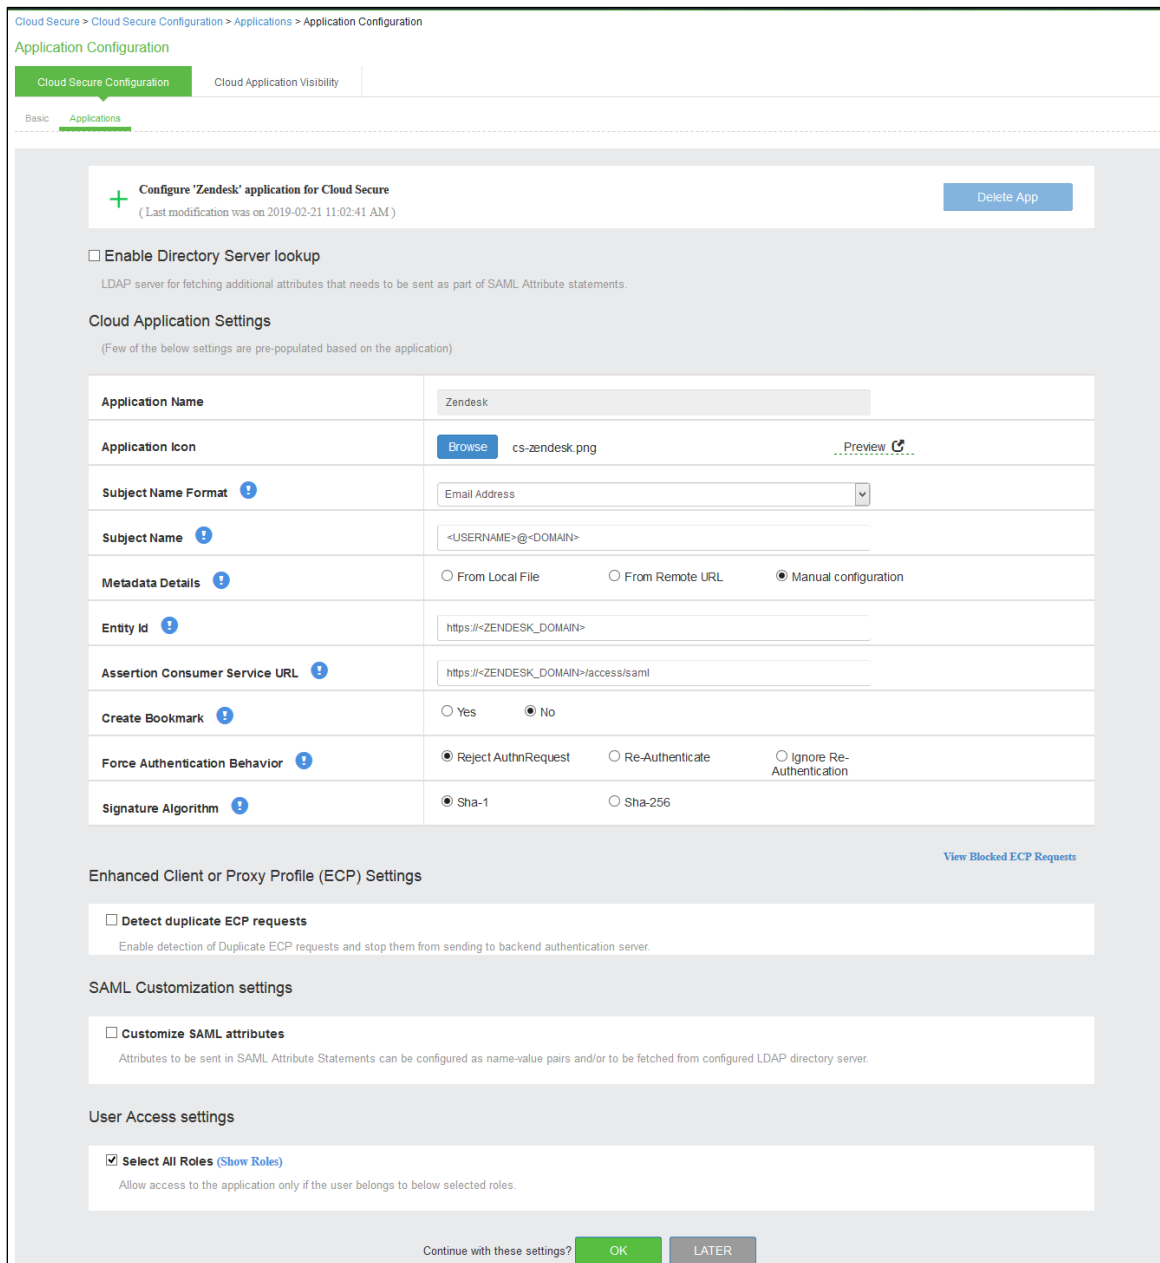 Cloud Secure > Cloud Secure Configuration > Applications > Application Configuration
Application Configuration
Cloud Secure Configuration Cloud Application Visibility
Basic Applications
Configure 'Zendesk' application for Cloud Secure
( Last modification was on 2019-02-21 11:02:41 AM )
Delete App
Enable Directory Server lookup
LDAP server for fetching additional attributes that needs to be sent as part of SAML Attribute statements.
Cloud Application Settings
(Few of the below settings are pre-populated based on the application)
Application Name Zendesk
Application Icon Browse cs-zendesk.png Preview
Subject Name Format Email Address
Subject Name <USERNAME>@<DOMAIN>
Metadata Details From Local File From Remote URL Manual configuration
Entity Id https://<ZENDESK_DOMAIN>
Assertion Consumer Service URL https://<ZENDESK_DOMAIN>/access/saml
Create Bookmark Yes No
Force Authentication Behavior Reject AuthnRequest Re-Authenticate Ignore Re-
Authentication
Signature Algorithm Sha-1 Sha-256
View Blocked ECP Requests
Enhanced Client or Proxy Profile (ECP) Settings
Detect duplicate ECP requests
Enable detection of Duplicate ECP requests and stop them from sending to backend authentication server.
SAML Customization settings
Customize SAML attributes
Attributes to be sent in SAML Attribute Statements can be configured as name-value pairs and/or to be fetched from configured LDAP directory server.
User Access settings
Select All Roles (Show Roles)
Allow access to the application only if the user belongs to below selected roles.
Continue with these settings? OK LATER